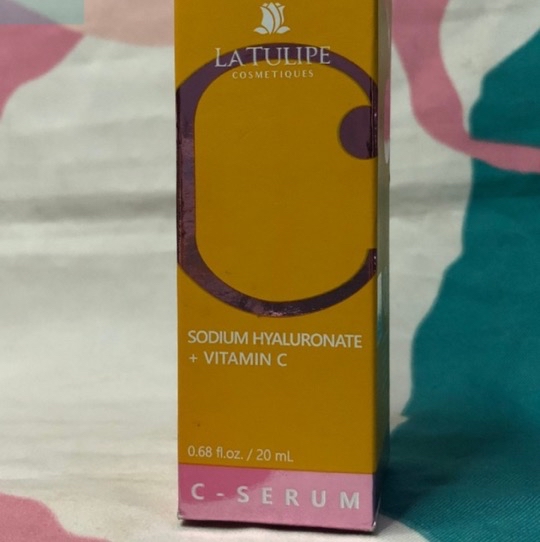 LATULIPE
COSMETIQUES
SODIUM HYALURONATE
+ VITAMIN C
0.68 fl.oz. / 20 mL
C - SERUM